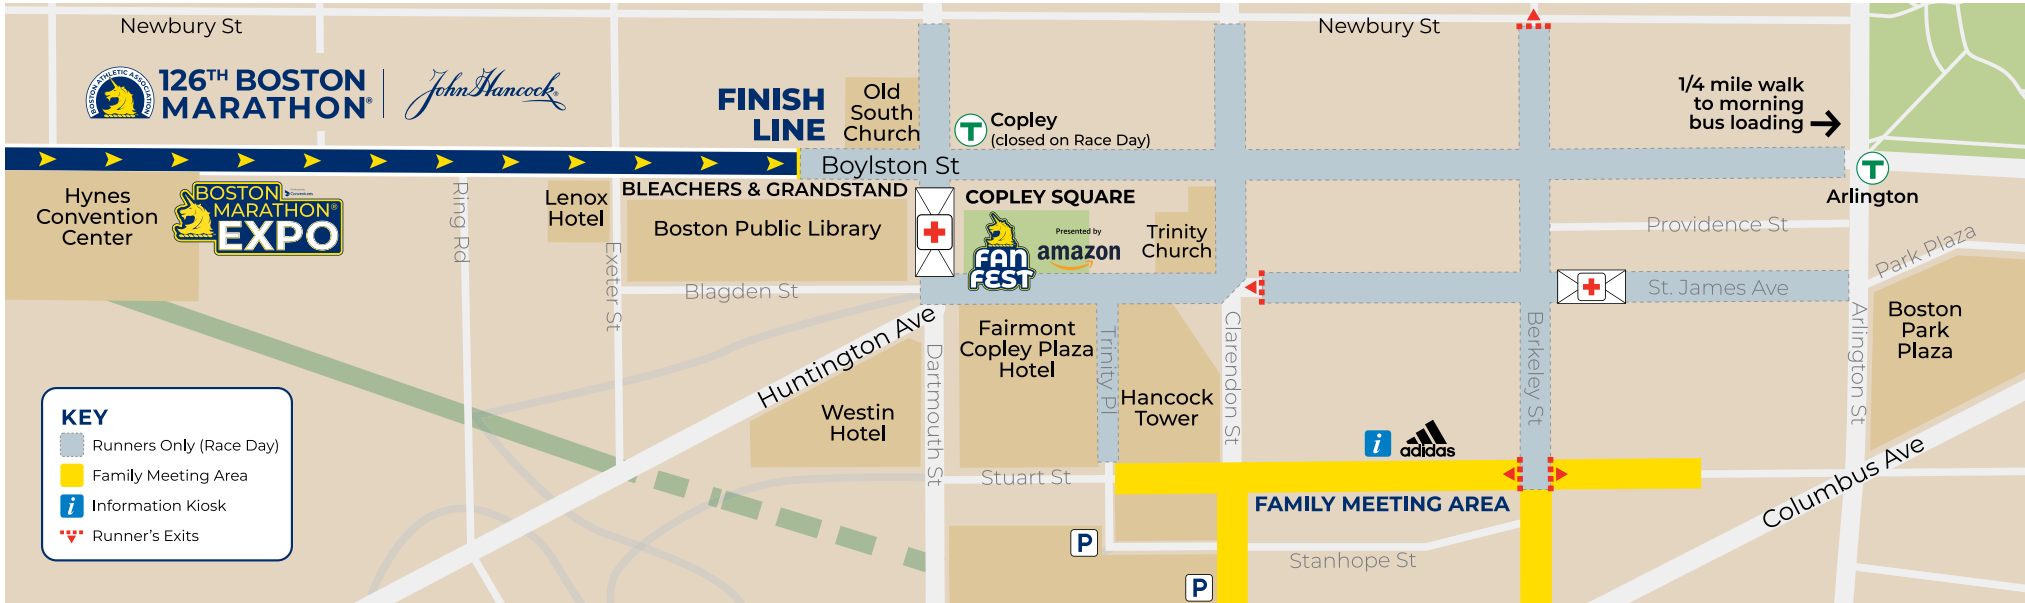 Newbury St
Newbury St
BOSTON ATHLETIC ASSOCIATION
126TH BOSTON
MARATHON®
John Hancock®
FINISH
LINE
Old
South
Church
T
Copley
(closed on Race Day)
1/4 mile walk
to morning
bus loading
Boylston St
T
Arlington
Hynes
Convention
Center
BOSTON
MARATHON®
EXPO
Ring Rd
Lenox
Hotel
Exeter St
BLEACHERS & GRANDSTAND
Boston Public Library
COPLEY SQUARE
FAN
FEST
Presented by
amazon
Trinity
Church
Providence St
Park Plaza
Blagden St
St. James Ave
Huntington Ave
Dartmouth St
Fairmont
Copley Plaza
Hotel
Trinity Pl
Clarendon St
Berkeley St
Arlington St
Boston
Park
Plaza
Westin
Hotel
Hancock
Tower
i
adidas
Columbus Ave
Stuart St
FAMILY MEETING AREA
P
Stanhope St
P
KEY
Runners Only (Race Day)
Family Meeting Area
i Information Kiosk
Runner's Exits